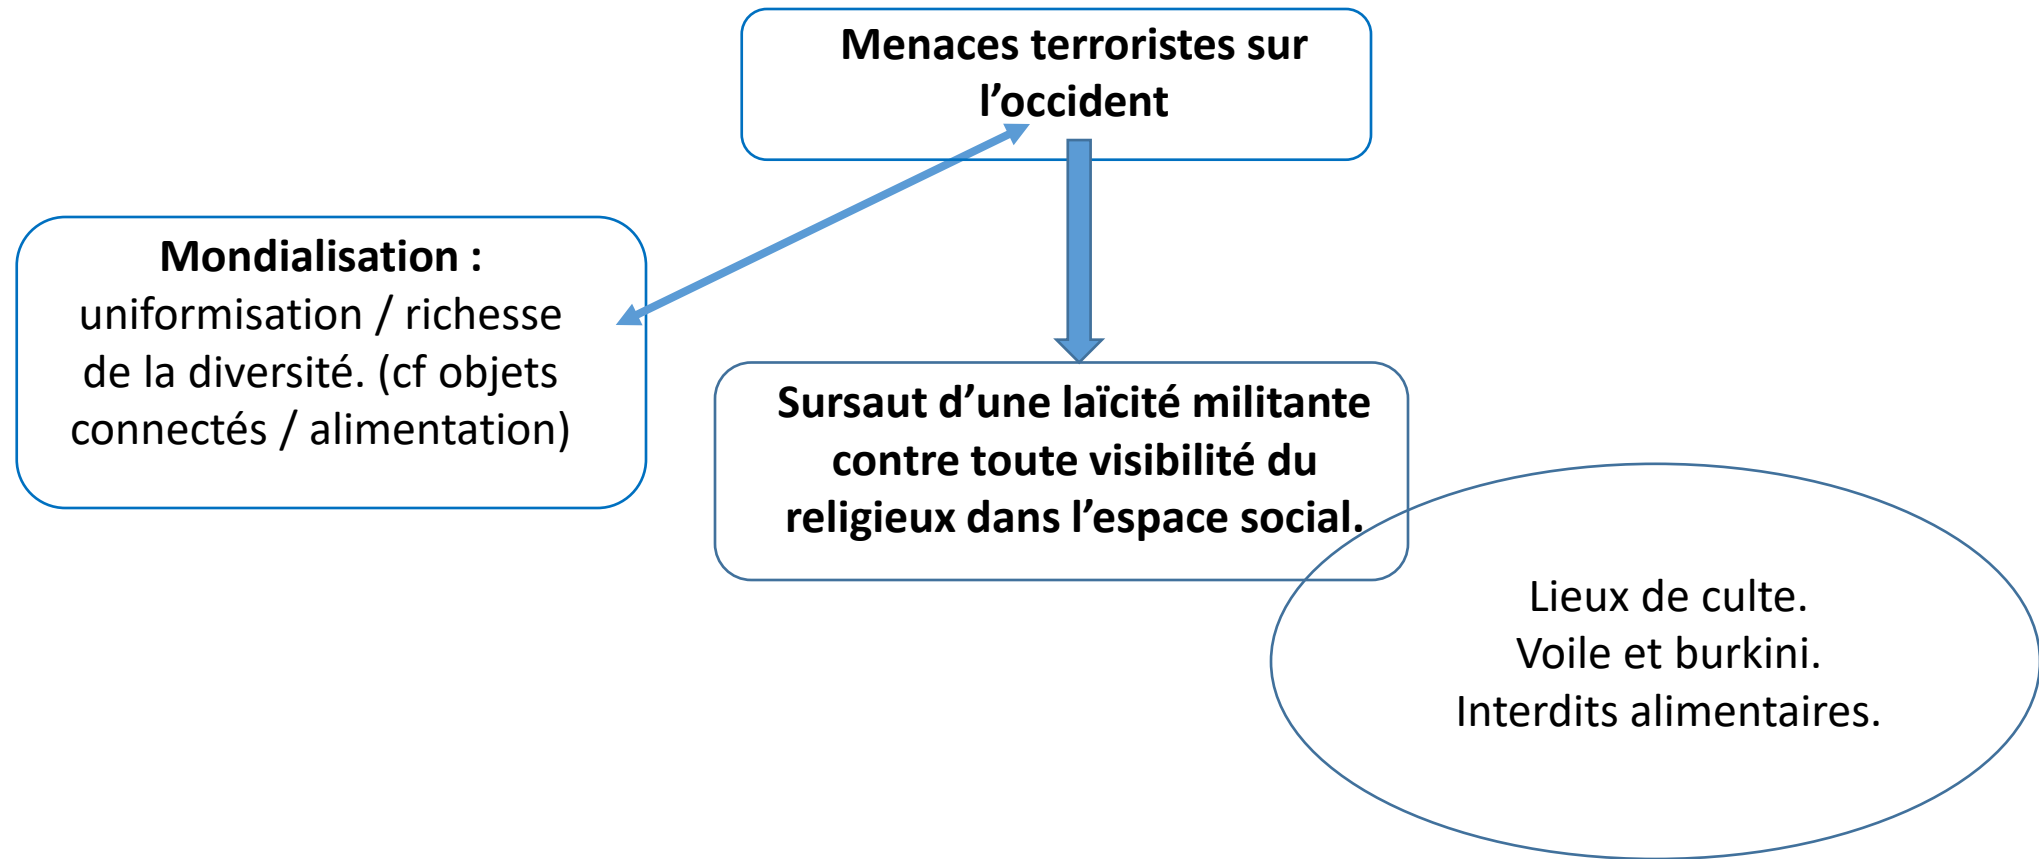 Menaces terroristes sur
l’occident
Mondialisation :
uniformisation / richesse
de la diversité. (cf objets
connectés / alimentation)
Sursaut d’une laïcité militante
contre toute visibilité du
religieux dans l’espace social.
Lieux de culte.
Voile et burkini.
Interdits alimentaires.